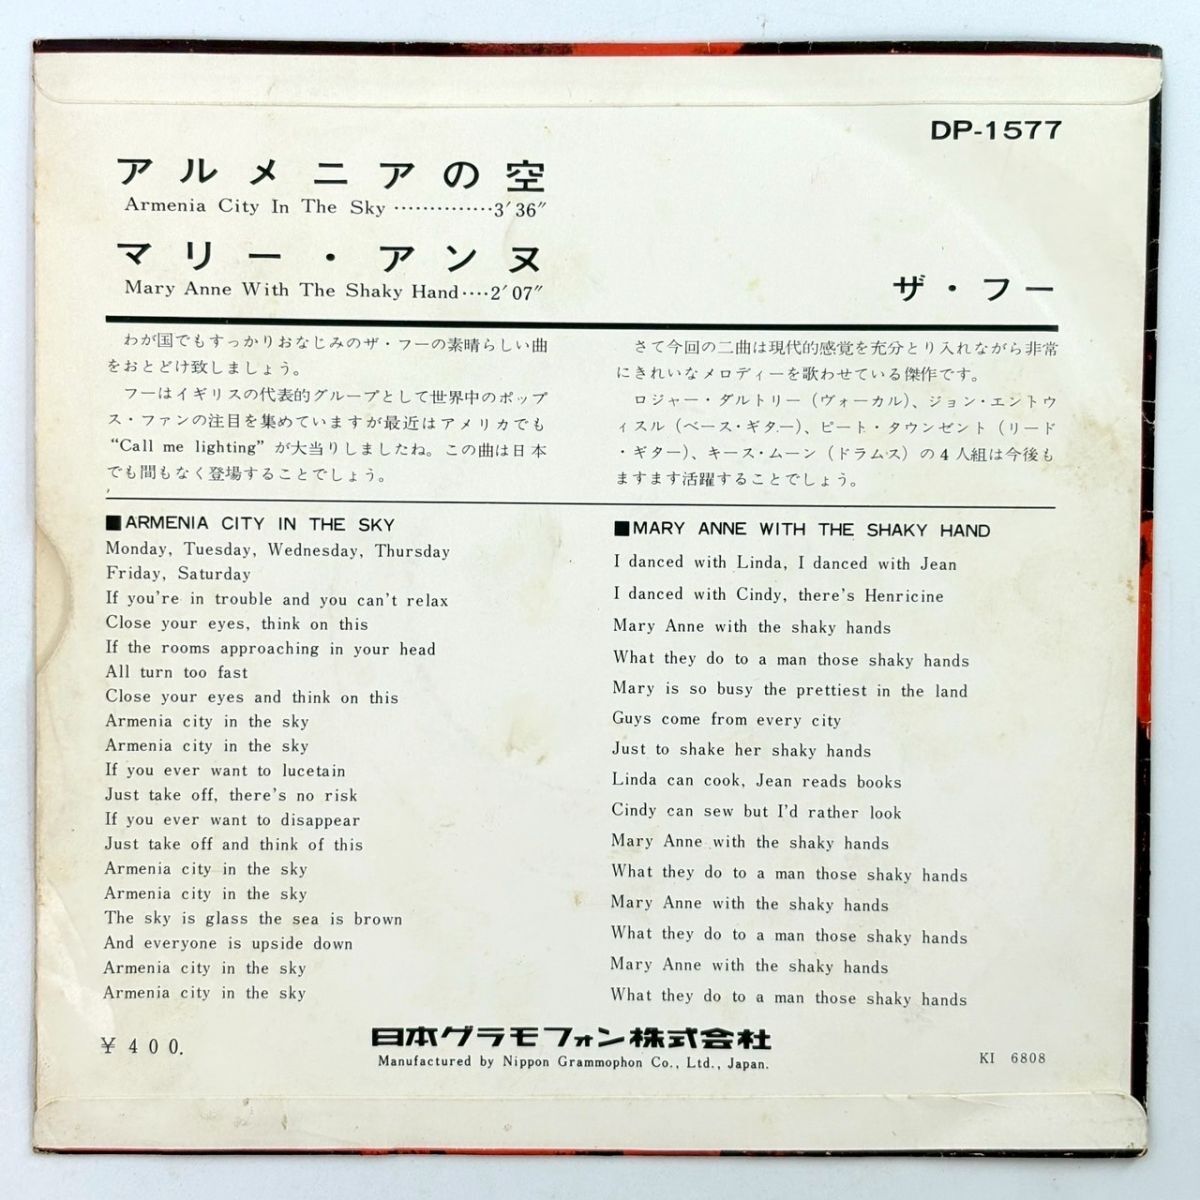 DP-1577
アルメニアの空
Armenia City In The Sky ··············3′36″
マリー・アンヌ
Mary Anne With The Shaky Hand····2′07″
ザ・フー
わが国でもすっかりおなじみのザ・フーの素晴らしい曲
をおとどけ致しましょう。
フーはイギリスの代表的グループとして世界中のポップ
ス・ファンの注目を集めていますが最近はアメリカでも
“Call me lighting”が大当りしましたね。この曲は日本
でも間もなく登場することでしょう。
さて今回の二曲は現代的感覚を充分とり入れながら非常
にきれいなメロディーを歌わせている傑作です。
ロジャー・ダルトリー（ヴォーカル）、ジョン・エントウ
ィスル（ベース・ギター）、ピート・タウンゼント（リード
・ギター）、キース・ムーン（ドラムス）の4人組は今後も
ますます活躍することでしょう。
■ARMENIA CITY IN THE SKY
Monday, Tuesday, Wednesday, Thursday
Friday, Saturday
If you're in trouble and you can't relax
Close your eyes, think on this
If the rooms approaching in your head
All turn too fast
Close your eyes and think on this
Armenia city in the sky
Armenia city in the sky
If you ever want to lucetain
Just take off, there's no risk
If you ever want to disappear
Just take off and think of this
Armenia city in the sky
Armenia city in the sky
The sky is glass the sea is brown
And everyone is upside down
Armenia city in the sky
Armenia city in the sky
■MARY ANNE WITH THE SHAKY HAND
I danced with Linda, I danced with Jean
I danced with Cindy, there's Henricine
Mary Anne with the shaky hands
What they do to a man those shaky hands
Mary is so busy the prettiest in the land
Guys come from every city
Just to shake her shaky hands
Linda can cook, Jean reads books
Cindy can sew but I'd rather look
Mary Anne with the shaky hands
What they do to a man those shaky hands
Mary Anne with the shaky hands
What they do to a man those shaky hands
Mary Anne with the shaky hands
What they do to a man those shaky hands
¥400.
日本グラモフォン株式会社
Manufactured by Nippon Grammophon Co., Ltd., Japan.
KI 6808